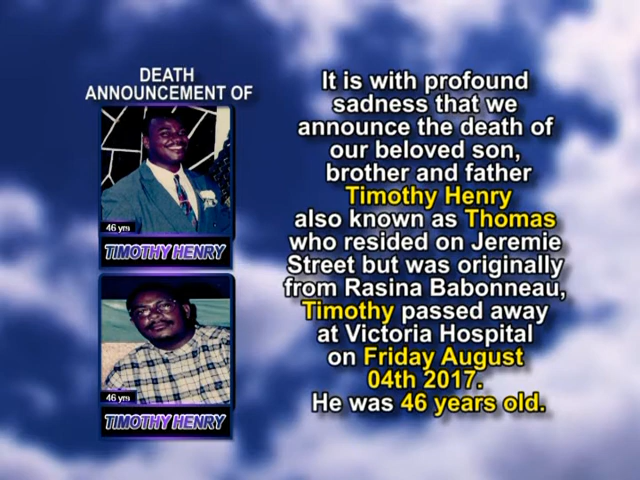 DEATH
ANNOUNCEMENT OF
46 yrs
TIMOTHY HENRY
46 yrs
TIMOTHY HENRY
It is with profound
sadness that we
announce the death of
our beloved son,
brother and father
Timothy Henry
also known as Thomas
who resided on Jeremie
Street but was originally
from Rasina Babonneau,
Timothy passed away
at Victoria Hospital
on Friday August
04th 2017.
He was 46 years old.